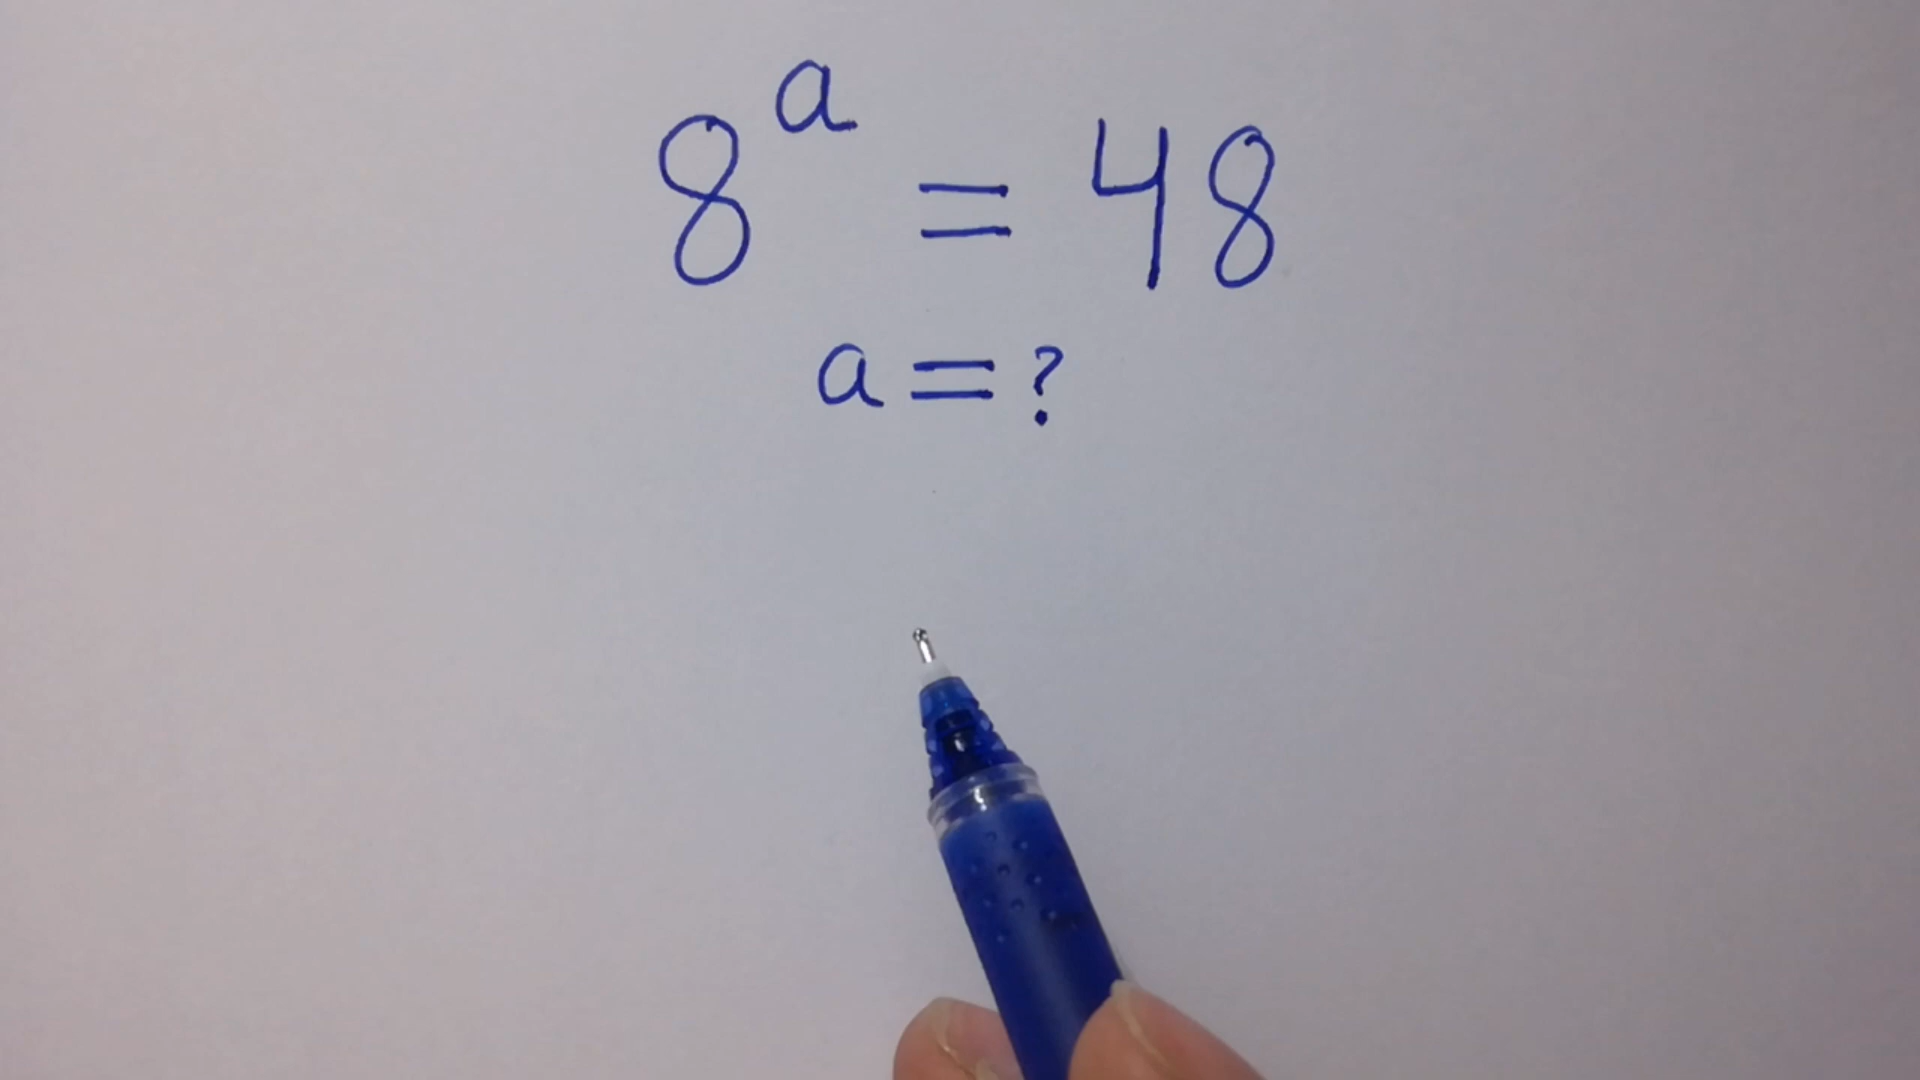 8^a = 48
a = ?